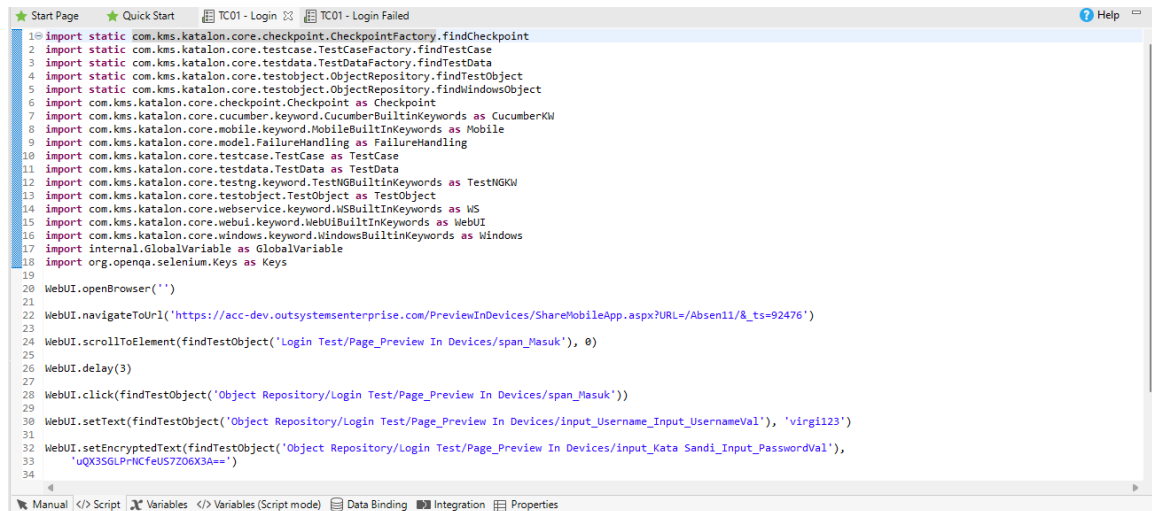 Start Page Quick Start TC01 - Login TC01 - Login Failed Help
1 import static com.kms.katalon.core.checkpoint.CheckpointFactory.findCheckpoint
2 import static com.kms.katalon.core.testcase.TestCaseFactory.findTestCase
3 import static com.kms.katalon.core.testdata.TestDataFactory.findTestData
4 import static com.kms.katalon.core.testobject.ObjectRepository.findTestObject
5 import static com.kms.katalon.core.testobject.ObjectRepository.findWindowsObject
6 import com.kms.katalon.core.checkpoint.Checkpoint as Checkpoint
7 import com.kms.katalon.core.cucumber.keyword.CucumberBuiltinKeywords as CucumberKW
8 import com.kms.katalon.core.mobile.keyword.MobileBuiltInKeywords as Mobile
9 import com.kms.katalon.core.model.FailureHandling as FailureHandling
10 import com.kms.katalon.core.testcase.TestCase as TestCase
11 import com.kms.katalon.core.testdata.TestData as TestData
12 import com.kms.katalon.core.testng.keyword.TestNGBuiltinKeywords as TestNGKW
13 import com.kms.katalon.core.testobject.TestObject as TestObject
14 import com.kms.katalon.core.webservice.keyword.WSBuiltInKeywords as WS
15 import com.kms.katalon.core.webui.keyword.WebUiBuiltInKeywords as WebUI
16 import com.kms.katalon.core.windows.keyword.WindowsBuiltinKeywords as Windows
17 import internal.GlobalVariable as GlobalVariable
18 import org.openqa.selenium.Keys as Keys
19
20 WebUI.openBrowser('')
21
22 WebUI.navigateToUrl('https://acc-dev.outsystemsenterprise.com/PreviewInDevices/ShareMobileApp.aspx?URL=/Absen11/&_ts=92476')
23
24 WebUI.scrollToElement(findTestObject('Login Test/Page_Preview In Devices/span_Masuk'), 0)
25
26 WebUI.delay(3)
27
28 WebUI.click(findTestObject('Object Repository/Login Test/Page_Preview In Devices/span_Masuk'))
29
30 WebUI.setText(findTestObject('Object Repository/Login Test/Page_Preview In Devices/input_Username_Input_UsernameVal'), 'virgi123')
31
32 WebUI.setEncryptedText(findTestObject('Object Repository/Login Test/Page_Preview In Devices/input_Kata Sandi_Input_PasswordVal'),
33 'uQX3SGLPrNCfeUS7ZO6X3A==')
34
Manual </> Script Variables </> Variables (Script mode) Data Binding Integration Properties